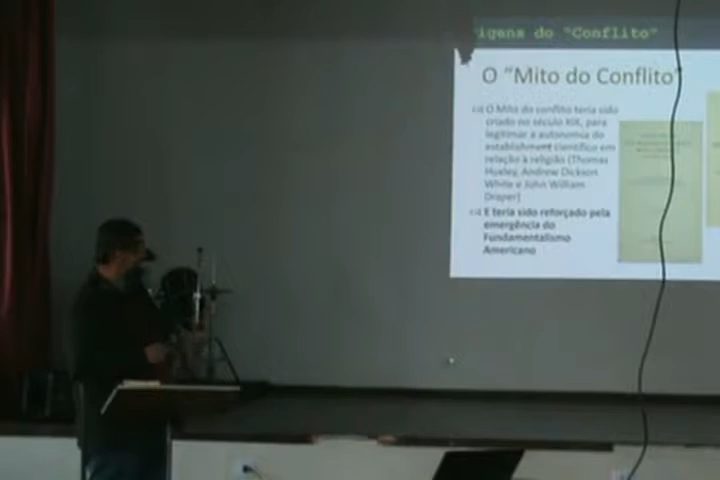 igens do "Conflito"
O "Mito do Conflito"
O Mito do conflito teria sido
criado no século XIX, para
legitimar a autonomia do
establishment científico em
relação à religião (Thomas
Huxley, Andrew Dickson
White e John William
Draper)
E teria sido reforçado pela
emergência do
Fundamentalismo
Americano